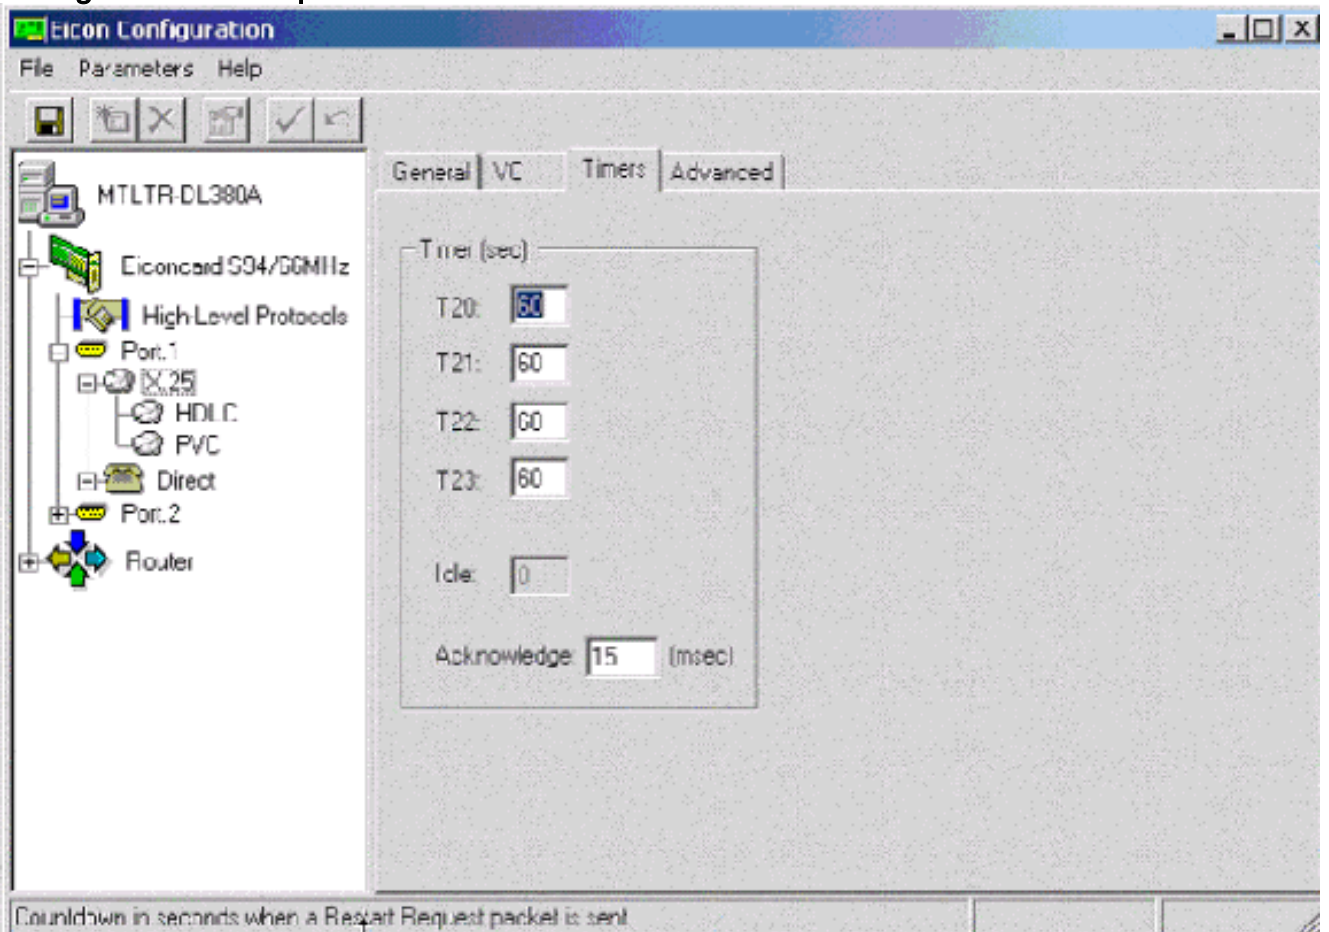 Eicon Configuration
File Parameters Help
MTLTR-DL380A
Eiconcard S94/66MHz
High-Level Protocols
Port.1
X.25
HDLC
PVC
Direct
Port.2
Router
General VC Timers Advanced
Timer (sec)
T20: 60
T21: 60
T22: 60
T23: 60
Idle: 0
Acknowledge: 15 (msec)
Countdown in seconds when a Restart Request packet is sent